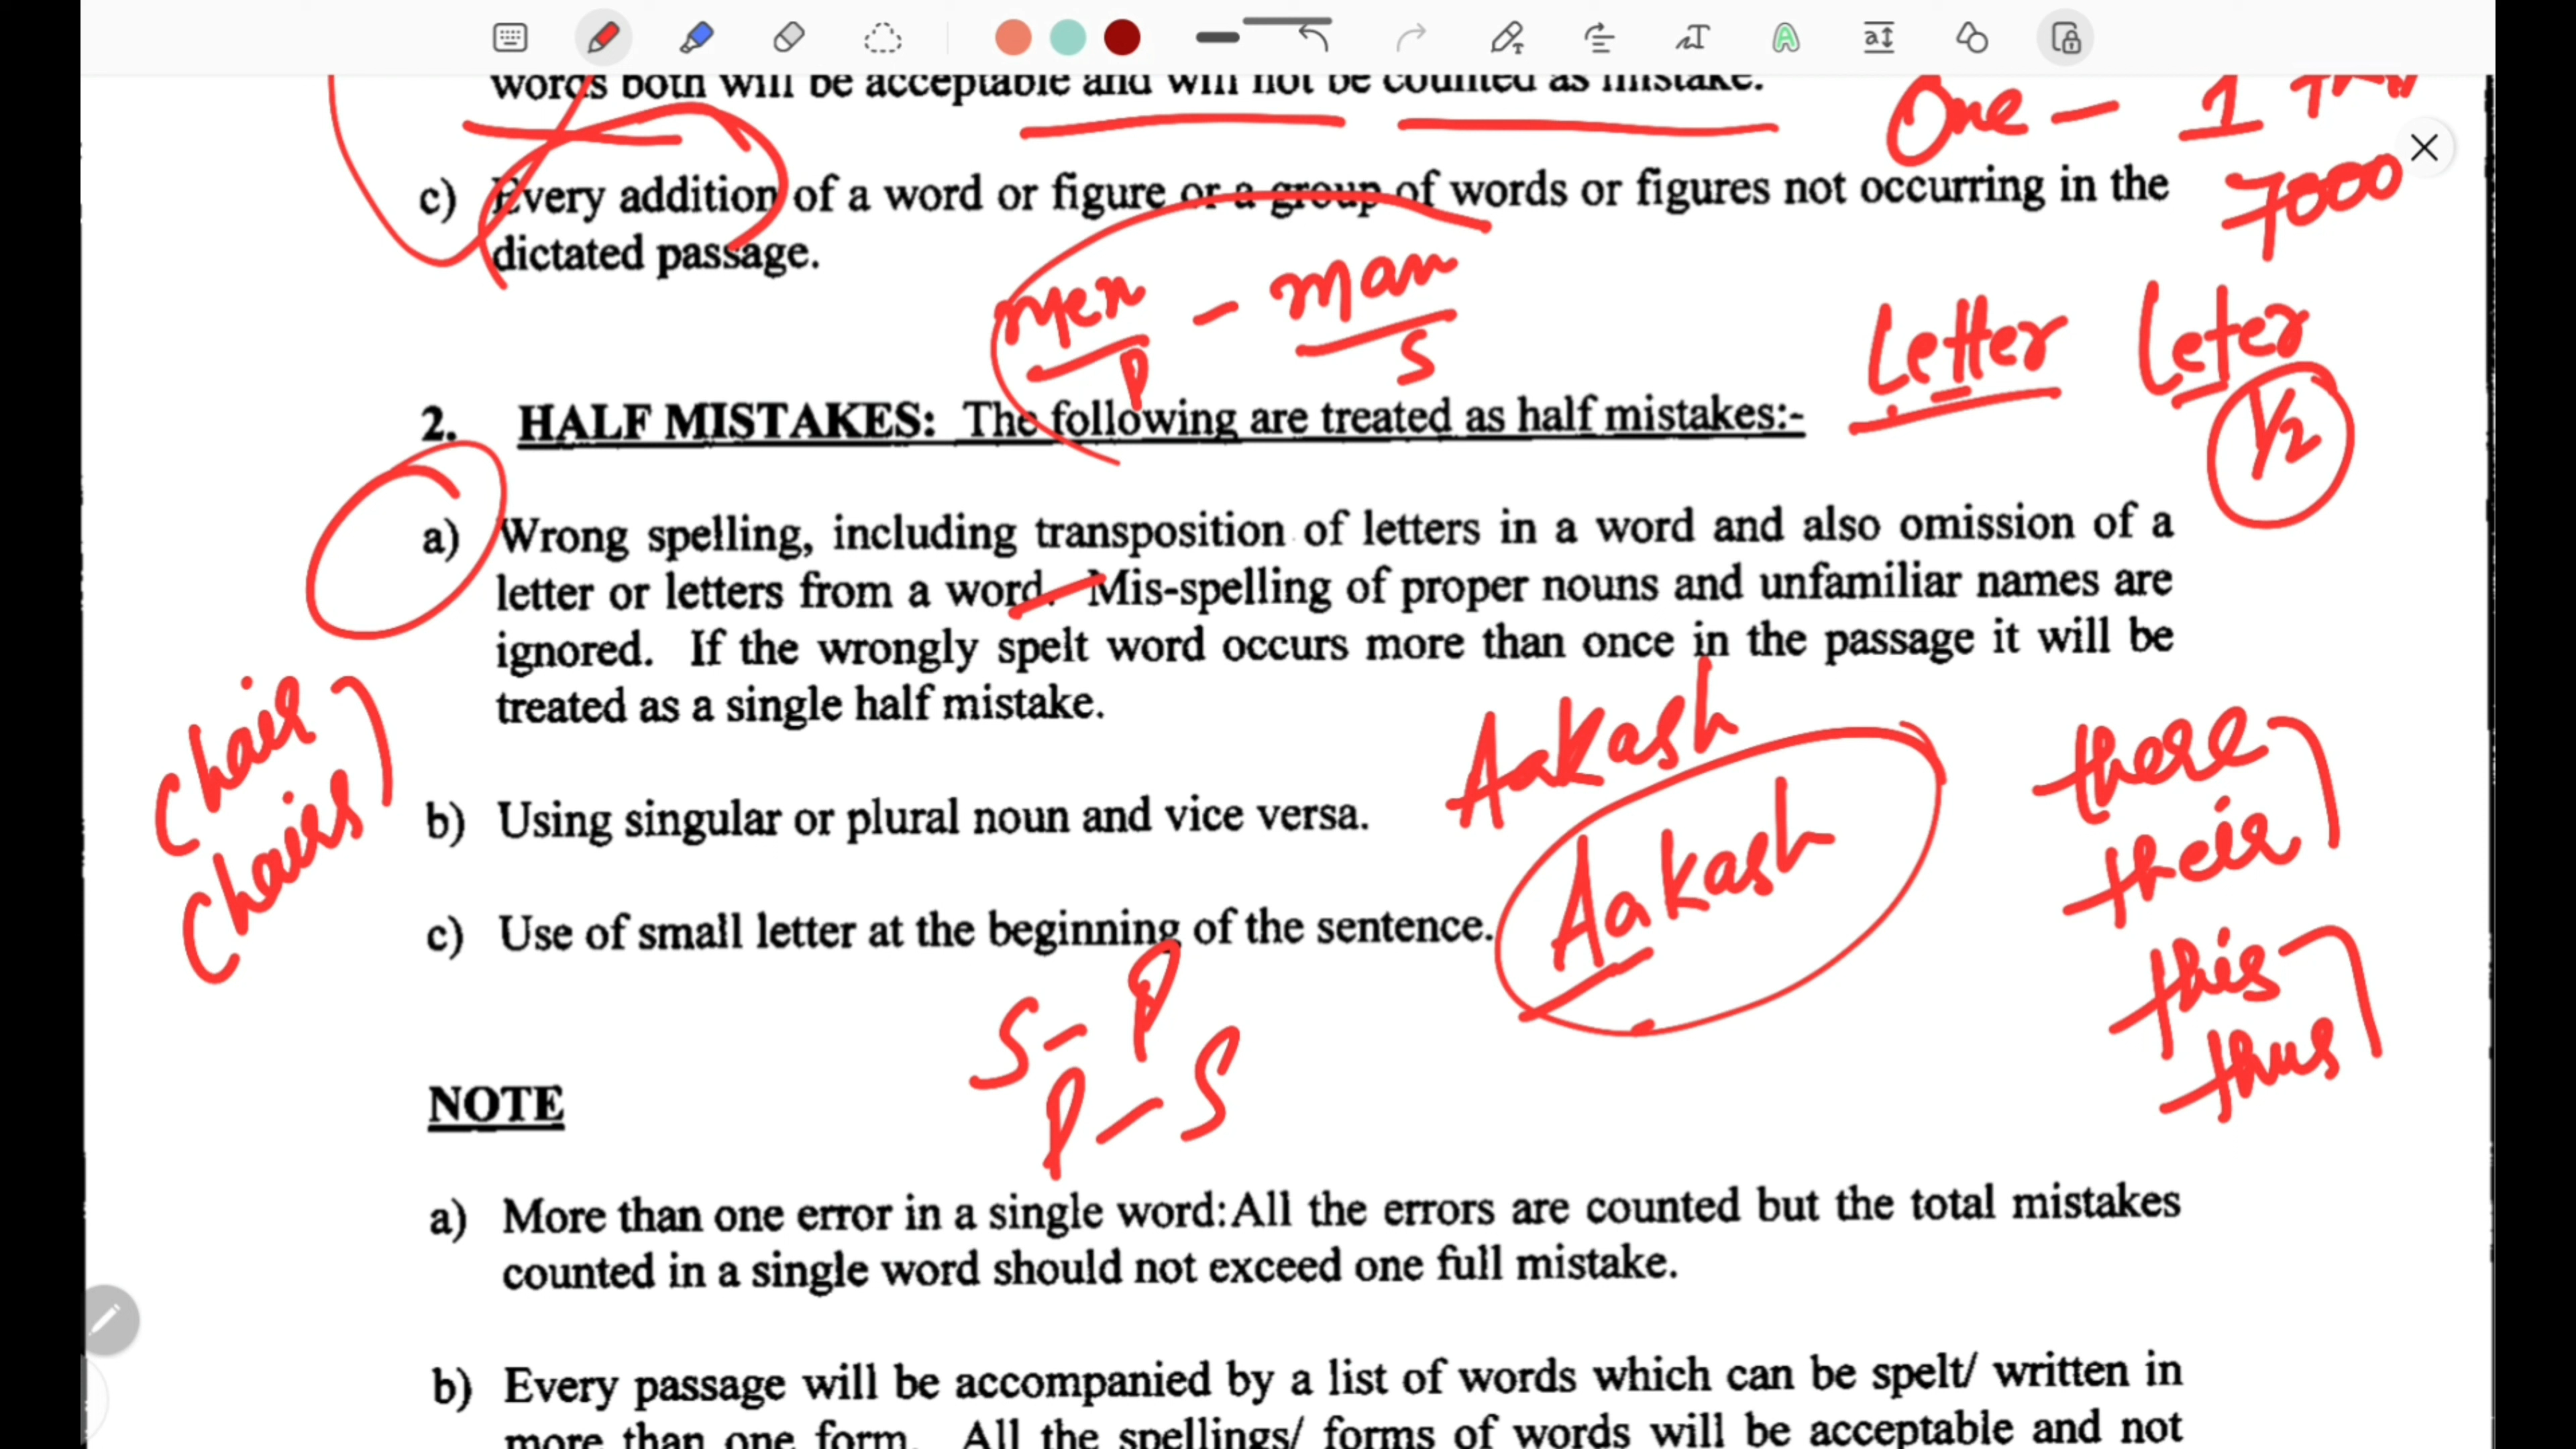 words both will be acceptable and will not be counted as mistake.
One - 1
7000
c) Every addition of a word or figure or a group of words or figures not occurring in the
dictated passage.
Men - Man
P S
Letter Leter
1/2
2. HALF MISTAKES: The following are treated as half mistakes:-
a) Wrong spelling, including transposition of letters in a word and also omission of a
letter or letters from a word. Mis-spelling of proper nouns and unfamiliar names are
ignored. If the wrongly spelt word occurs more than once in the passage it will be
treated as a single half mistake.
Chair
Chairs
Aakash
Aakash
there
their
this
thus
b) Using singular or plural noun and vice versa.
c) Use of small letter at the beginning of the sentence.
S - P
P - S
NOTE
a) More than one error in a single word:All the errors are counted but the total mistakes
counted in a single word should not exceed one full mistake.
b) Every passage will be accompanied by a list of words which can be spelt/ written in
more than one form. All the spellings/ forms of words will be acceptable and not